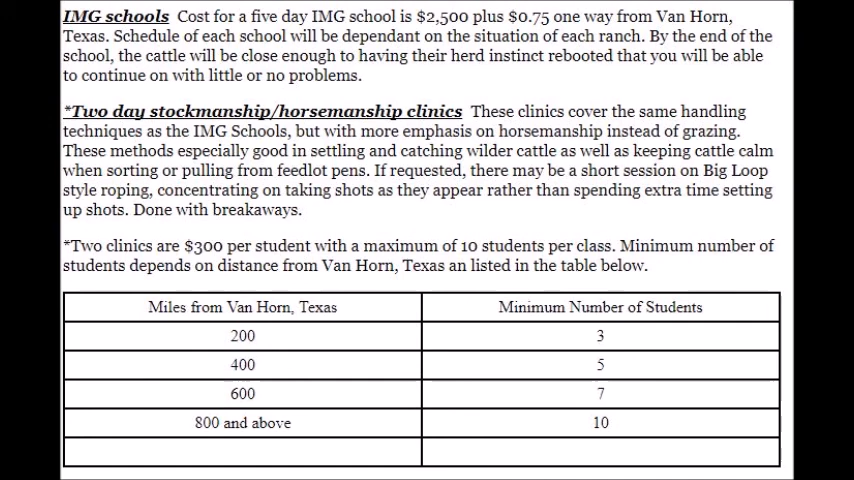 IMG schools Cost for a five day IMG school is $2,500 plus $0.75 one way from Van Horn,
Texas. Schedule of each school will be dependant on the situation of each ranch. By the end of the
school, the cattle will be close enough to having their herd instinct rebooted that you will be able
to continue on with little or no problems.
*Two day stockmanship/horsemanship clinics These clinics cover the same handling
techniques as the IMG Schools, but with more emphasis on horsemanship instead of grazing.
These methods especially good in settling and catching wilder cattle as well as keeping cattle calm
when sorting or pulling from feedlot pens. If requested, there may be a short session on Big Loop
style roping, concentrating on taking shots as they appear rather than spending extra time setting
up shots. Done with breakaways.
*Two clinics are $300 per student with a maximum of 10 students per class. Minimum number of
students depends on distance from Van Horn, Texas an listed in the table below.
Miles from Van Horn, Texas Minimum Number of Students
200 3
400 5
600 7
800 and above 10